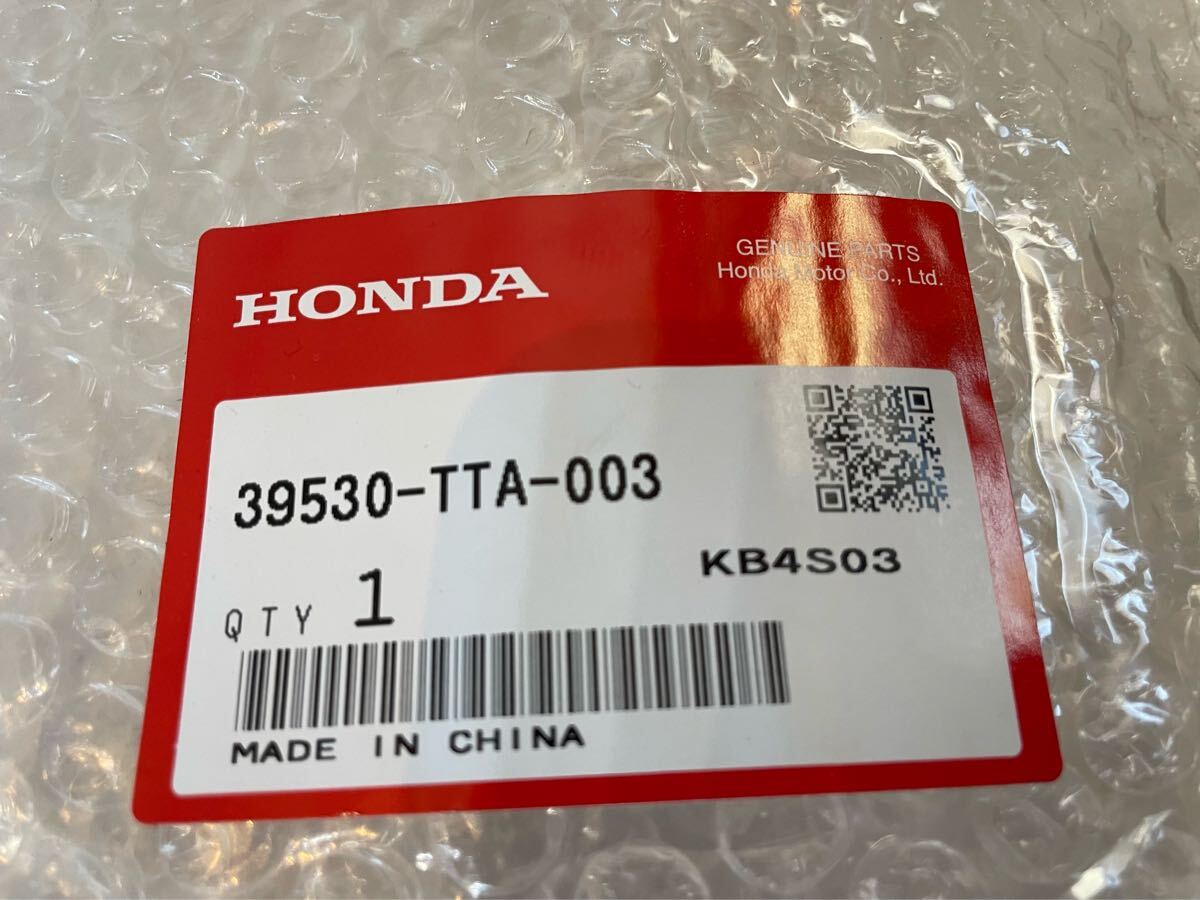 HONDA
GENUINE PARTS
Honda Motor Co., Ltd.
39530-TTA-003
KB4S03
QTY 1
MADE IN CHINA